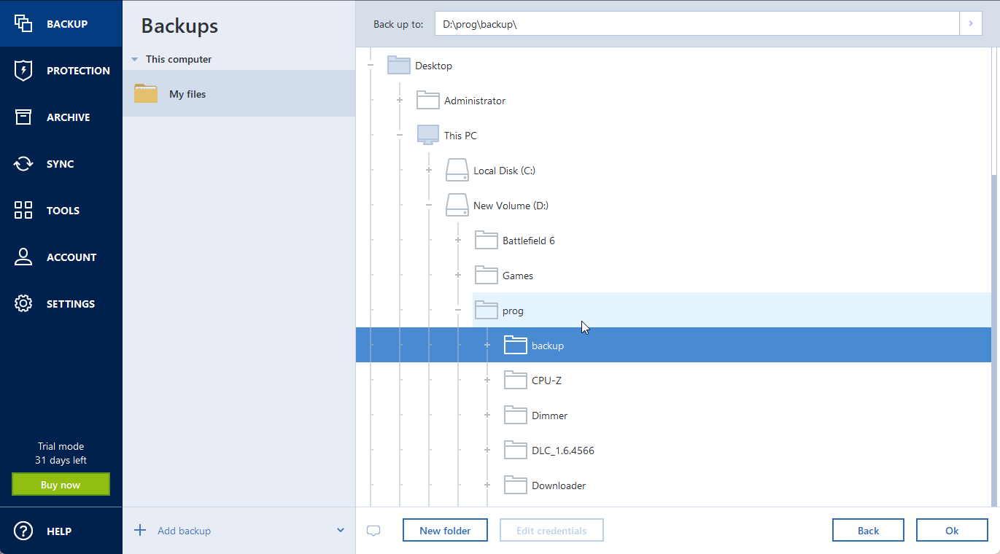 BACKUP
PROTECTION
ARCHIVE
SYNC
TOOLS
ACCOUNT
SETTINGS
Trial mode
31 days left
Buy now
HELP
Backups
This computer
My files
Add backup
Back up to: D:\prog\backup\
Desktop
Administrator
This PC
Local Disk (C:)
New Volume (D:)
Battlefield 6
Games
prog
backup
CPU-Z
Dimmer
DLC_1.6.4566
Downloader
New folder
Edit credentials
Back
Ok